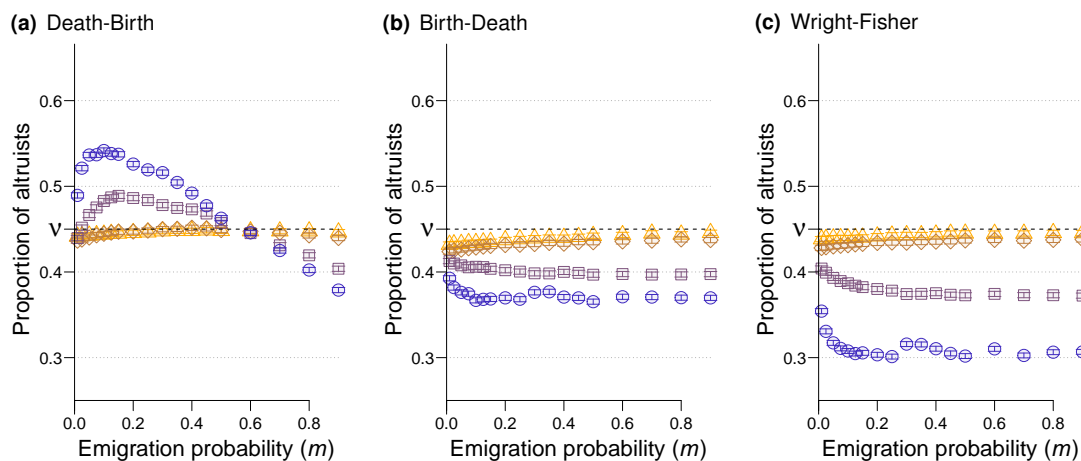 (a) Death-Birth
Proportion of altruists
0.6
0.5
ν
0.4
0.3
0.0 0.2 0.4 0.6 0.8
Emigration probability (m)
(b) Birth-Death
Proportion of altruists
0.6
0.5
ν
0.4
0.3
0.0 0.2 0.4 0.6 0.8
Emigration probability (m)
(c) Wright-Fisher
Proportion of altruists
0.6
0.5
ν
0.4
0.3
0.0 0.2 0.4 0.6 0.8
Emigration probability (m)